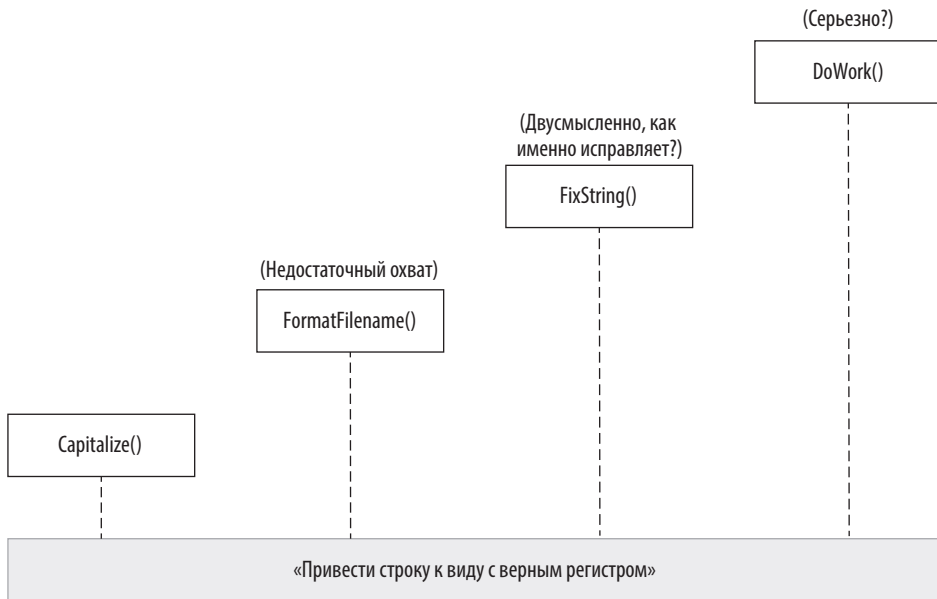 (Серьезно?)
DoWork()
(Двусмысленно, как
именно исправляет?)
FixString()
(Недостаточный охват)
FormatFilename()
Capitalize()
«Привести строку к виду с верным регистром»